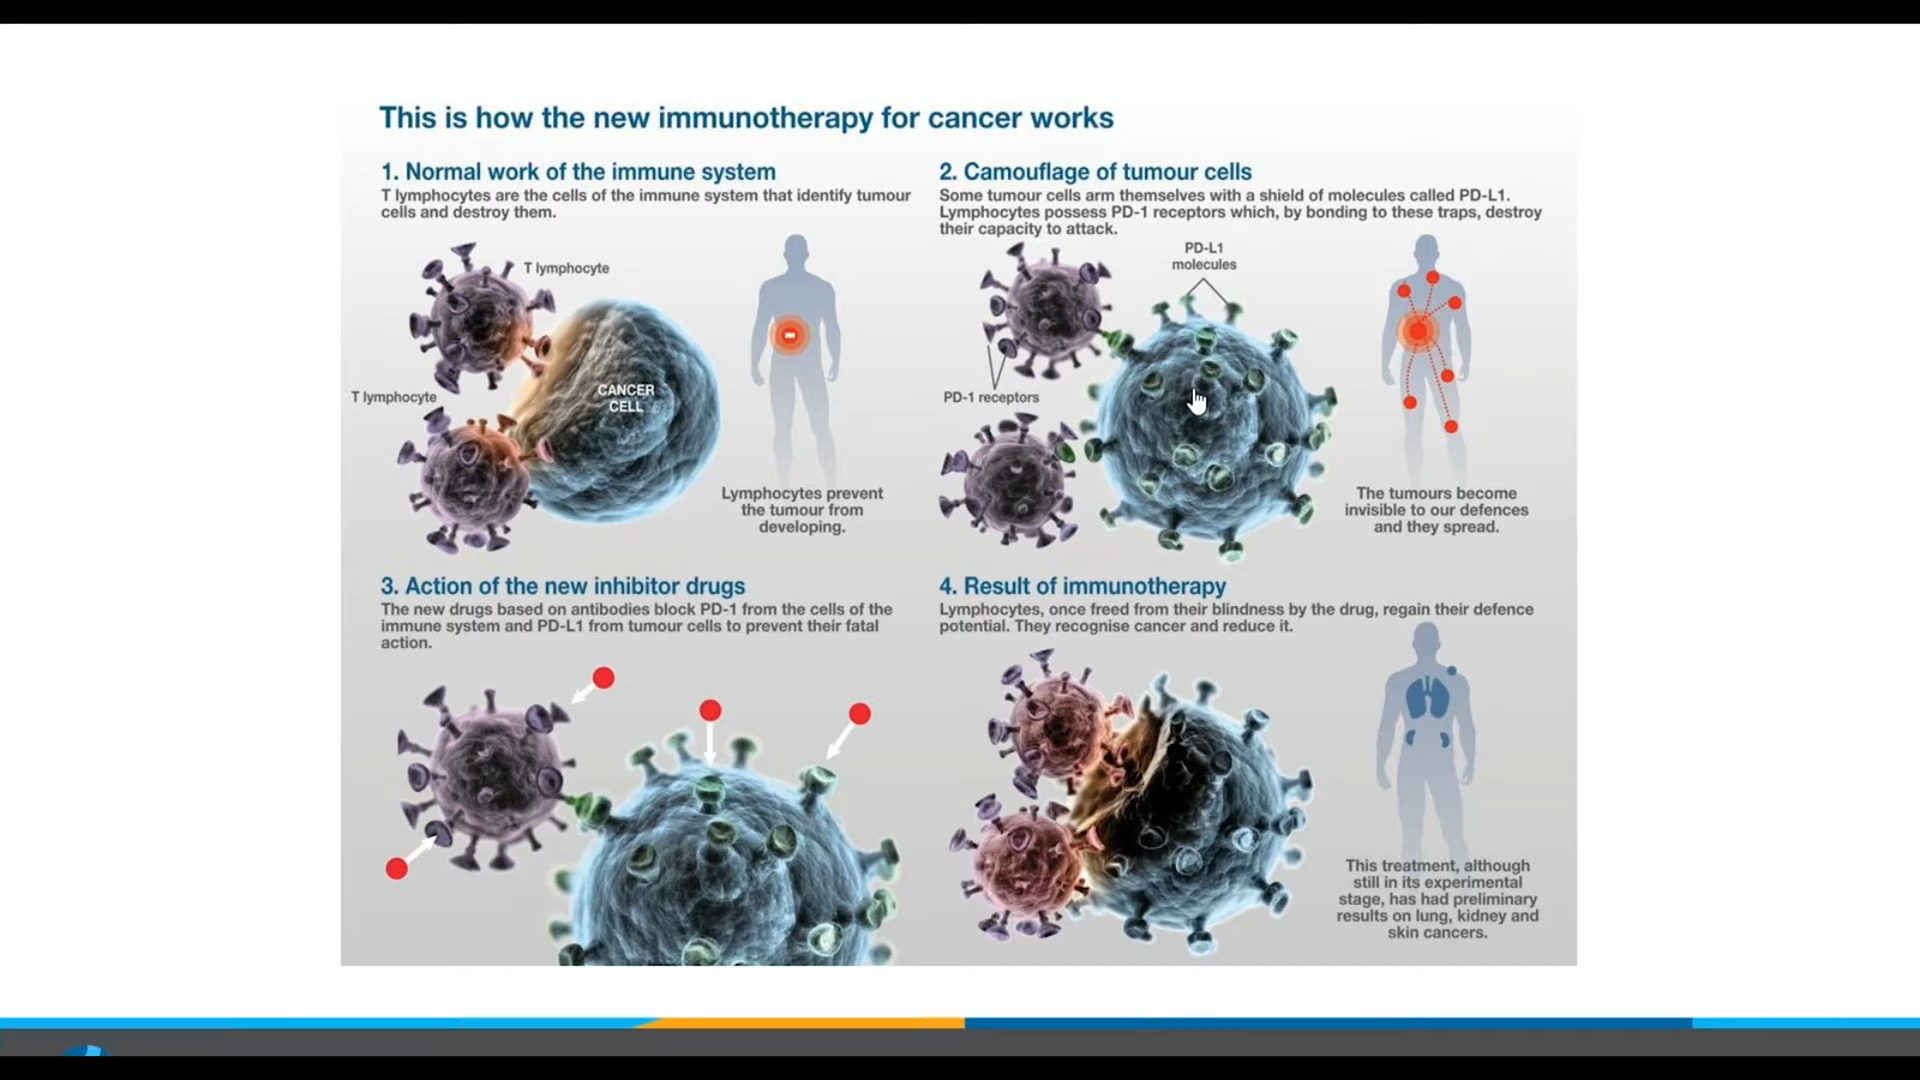 This is how the new immunotherapy for cancer works
1. Normal work of the immune system
T lymphocytes are the cells of the immune system that identify tumour
cells and destroy them.
T lymphocyte
T lymphocyte
CANCER
CELL
Lymphocytes prevent
the tumour from
developing.
2. Camouflage of tumour cells
Some tumour cells arm themselves with a shield of molecules called PD-L1.
Lymphocytes possess PD-1 receptors which, by bonding to these traps, destroy
their capacity to attack.
PD-L1
molecules
PD-1 receptors
The tumours become
invisible to our defences
and they spread.
3. Action of the new inhibitor drugs
The new drugs based on antibodies block PD-1 from the cells of the
immune system and PD-L1 from tumour cells to prevent their fatal
action.
4. Result of immunotherapy
Lymphocytes, once freed from their blindness by the drug, regain their defence
potential. They recognise cancer and reduce it.
This treatment, although
still in its experimental
stage, has had preliminary
results on lung, kidney and
skin cancers.